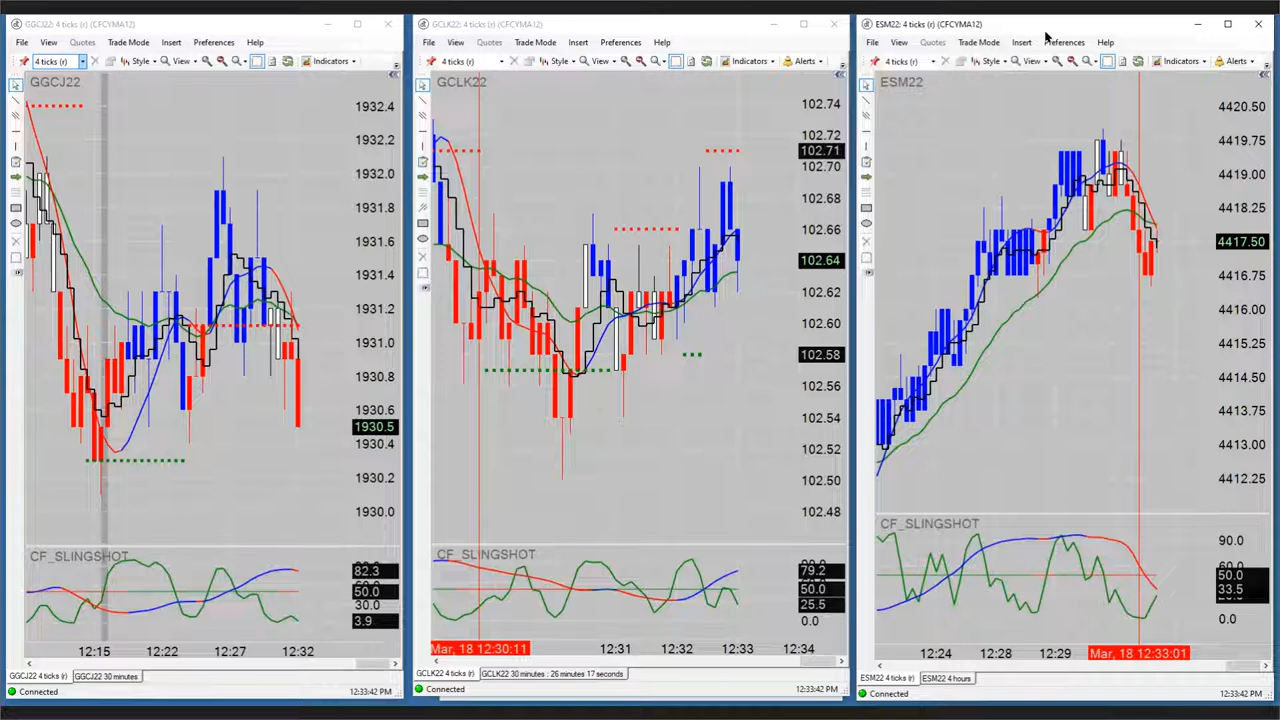 GGCJ22: 4 ticks (r) (CFCYMA12)
File View Quotes Trade Mode Insert Preferences Help
4 ticks (r) Style View Indicators
GGCJ22
1932.4
1932.2
1932.0
1931.8
1931.6
1931.4
1931.2
1931.0
1930.8
1930.6
1930.5
1930.4
1930.2
1930.0
CF_SLINGSHOT
82.3
50.0
30.0
3.9
12:15 12:22 12:27 12:32
GGCJ22 4 ticks (r) GGCJ22 30 minutes
Connected 12:33:42 PM
GCLK22: 4 ticks (r) (CFCYMA12)
File View Quotes Trade Mode Insert Preferences Help
4 ticks (r) Style View Indicators Alerts
GCLK22
102.74
102.72
102.71
102.70
102.68
102.66
102.64
102.62
102.60
102.58
102.56
102.54
102.52
102.50
102.48
CF_SLINGSHOT
79.2
50.0
25.5
0.0
Mar, 18 12:30:11 12:31 12:32 12:33 12:34
GCLK22 4 ticks (r) GCLK22 30 minutes : 26 minutes 17 seconds
Connected 12:33:42 PM
ESM22: 4 ticks (r) (CFCYMA12)
File View Quotes Trade Mode Insert Preferences Help
4 ticks (r) Style View Indicators Alerts
ESM22
4420.50
4419.75
4419.00
4418.25
4417.50
4416.75
4416.00
4415.25
4414.50
4413.75
4413.00
4412.25
CF_SLINGSHOT
90.0
50.0
33.5
0.0
12:24 12:28 12:29 Mar, 18 12:33:01
ESM22 4 ticks (r) ESM22 4 hours
Connected 12:33:42 PM